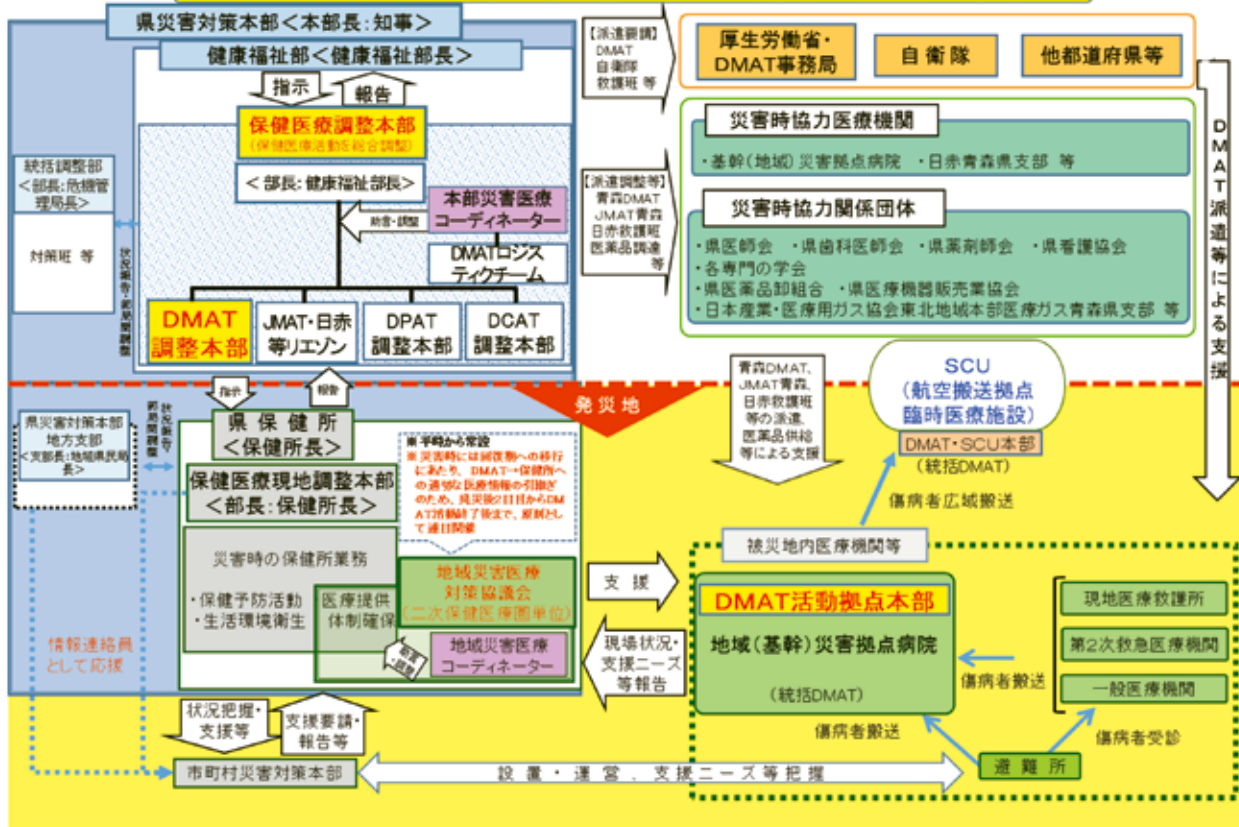 県災害対策本部＜本部長：知事＞
健康福祉部＜健康福祉部長＞
指示
報告
保健医療調整本部
（保健医療活動を総合調整）
＜部長：健康福祉部長＞
統括調整部
＜部長：危機管
理局長＞
対策班 等
状況報告・部局間調整
助言・調整
本部災害医療
コーディネーター
DMATロジス
ティクチーム
DMAT
調整本部
JMAT・日赤
等リエゾン
DPAT
調整本部
DCAT
調整本部
【派遣要請】
DMAT
自衛隊
救護班 等
厚生労働省・
DMAT事務局
自衛隊
他都道府県等
【派遣調整等】
青森DMAT
JMAT青森
日赤救護班
医薬品調達
等
災害時協力医療機関
・基幹（地域）災害拠点病院 ・日赤青森県支部 等
災害時協力関係団体
・県医師会 ・県歯科医師会 ・県薬剤師会 ・県看護協会
・各専門の学会
・県医薬品卸組合 ・県医療機器販売業協会
・日本産業・医療用ガス協会東北地域本部医療ガス青森県支部 等
DMAT派遣等による支援
指示
報告
発災地
青森DMAT、
JMAT青森、
日赤救護班
等の派遣、
医薬品供給
等による支援
SCU
（航空搬送拠点
臨時医療施設）
DMAT・SCU本部
（統括DMAT）
傷病者広域搬送
県災害対策本部
地方支部
＜支部長：地域県民局
長＞
状況報告・
部局間調整
県保健所
＜保健所長＞
保健医療現地調整本部
＜部長：保健所長＞
※ 平時から常設
※ 災害時には回復期への移行
にあたり、DMAT→保健所へ
の適切な医療情報の引継ぎ
のため、発災後2日目からDM
AT活動終了後まで、原則とし
て連日開催
災害時の保健所業務
・保健予防活動
・生活環境衛生
医療提供
体制確保
地域災害医療
対策協議会
（二次保健医療圏単位）
助言・調整
地域災害医療
コーディネーター
情報連絡員
として応援
支援
現場状況・
支援ニーズ
等報告
被災地内医療機関等
DMAT活動拠点本部
地域（基幹）災害拠点病院
（統括DMAT）
現地医療救護所
第2次救急医療機関
一般医療機関
傷病者搬送
傷病者搬送
傷病者受診
避難所
状況把握・
支援等
支援要請・
報告等
市町村災害対策本部
設置・運営、支援ニーズ等把握